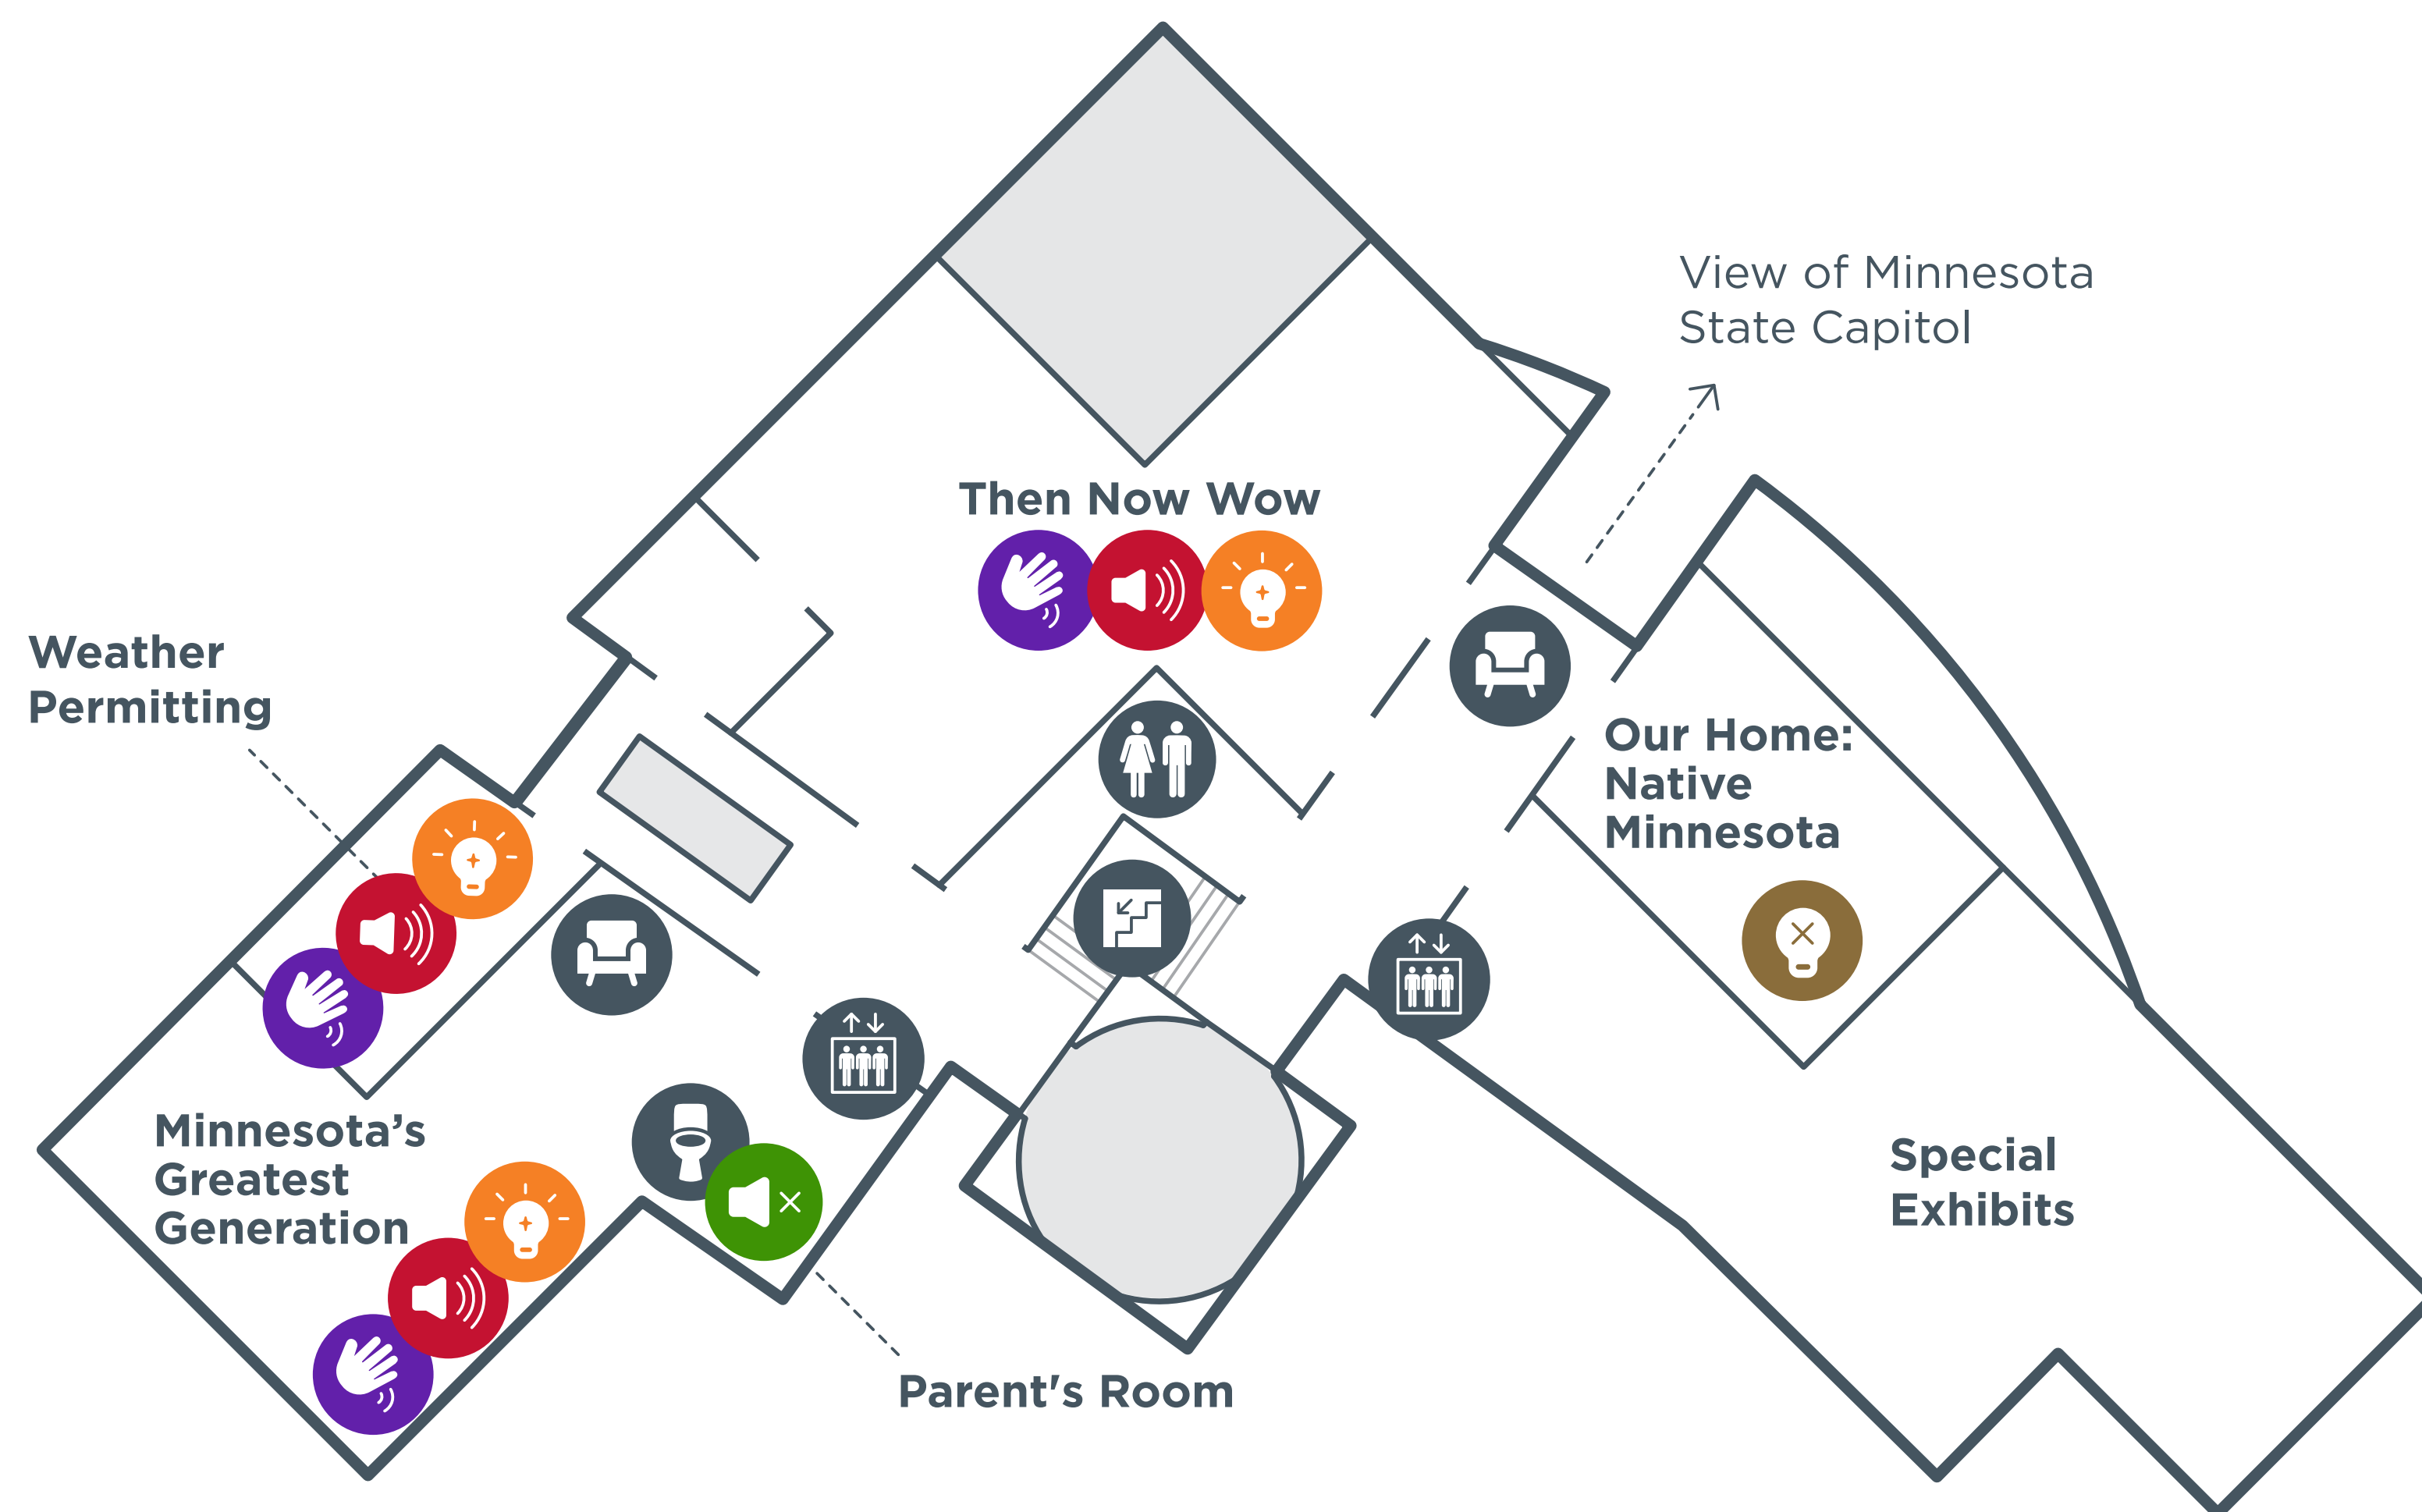 View of Minnesota
State Capitol
Then Now Wow
Weather
Permitting
Our Home:
Native
Minnesota
Minnesota's
Greatest
Generation
Special
Exhibits
Parent's Room